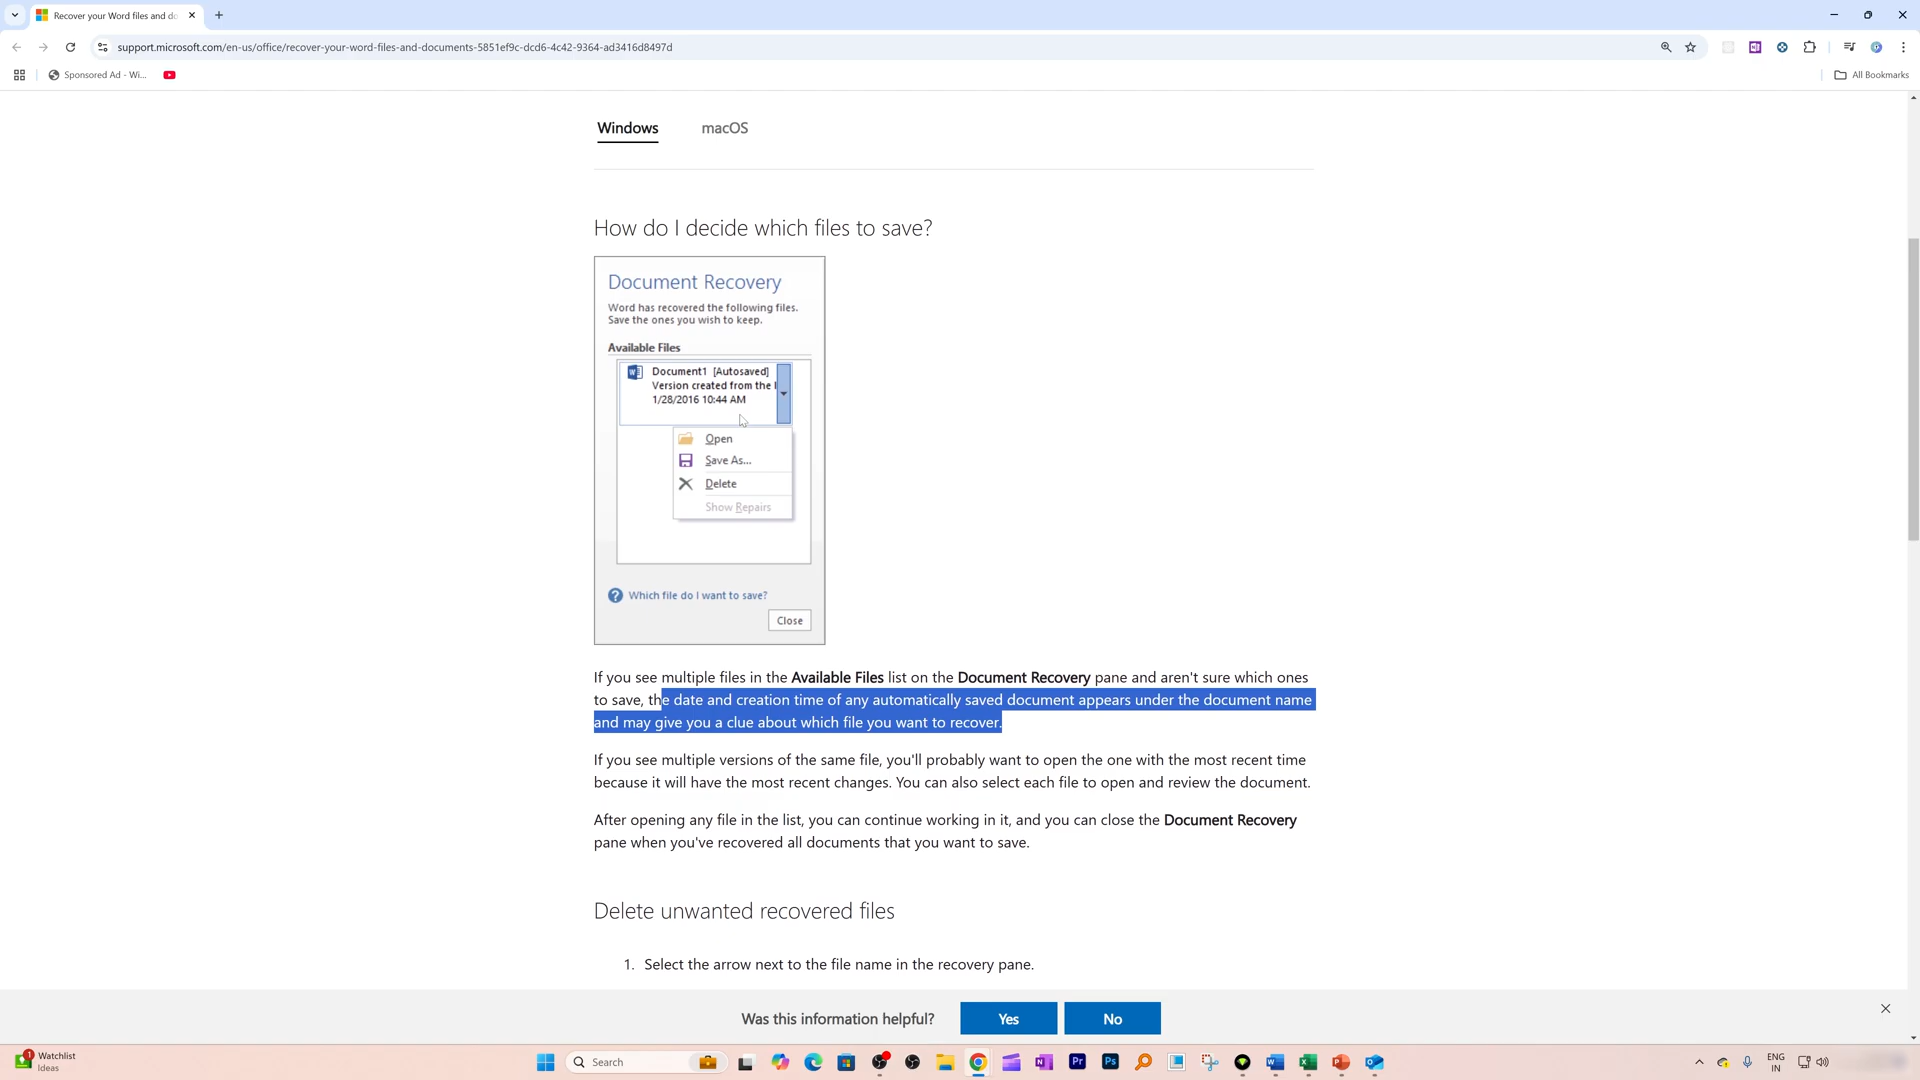 Recover your Word files and do
support.microsoft.com/en-us/office/recover-your-word-files-and-documents-5851ef9c-dcd6-4c42-9364-ad3416d8497d
Sponsored Ad - Wi...
All Bookmarks
Windows
macOS
How do I decide which files to save?
Document Recovery
Word has recovered the following files.
Save the ones you wish to keep.
Available Files
Document1 [Autosaved]
Version created from the l
1/28/2016 10:44 AM
Open
Save As...
Delete
Show Repairs
Which file do I want to save?
Close
If you see multiple files in the Available Files list on the Document Recovery pane and aren't sure which ones
to save, the date and creation time of any automatically saved document appears under the document name
and may give you a clue about which file you want to recover.
If you see multiple versions of the same file, you'll probably want to open the one with the most recent time
because it will have the most recent changes. You can also select each file to open and review the document.
After opening any file in the list, you can continue working in it, and you can close the Document Recovery
pane when you've recovered all documents that you want to save.
Delete unwanted recovered files
1. Select the arrow next to the file name in the recovery pane.
Was this information helpful?
Yes
No
1
Watchlist
Ideas
Search
N
Pr
Ps
ENG
IN